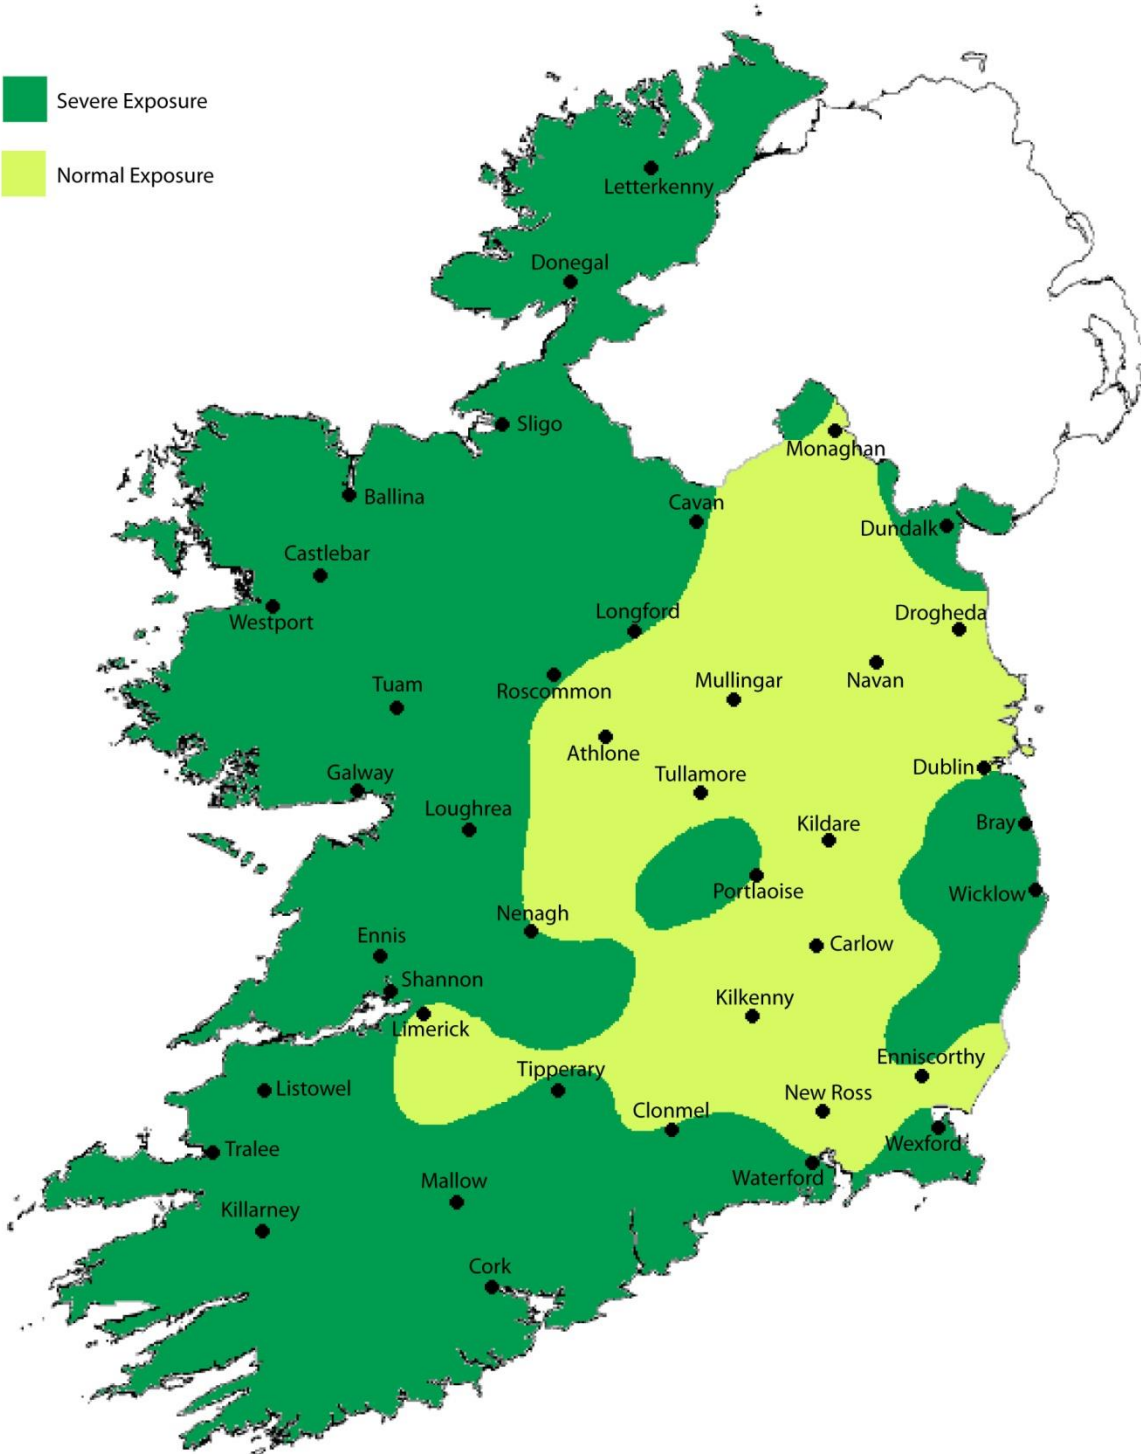 Severe Exposure
Normal Exposure
Letterkenny
Donegal
Sligo
Monaghan
Ballina
Cavan
Dundalk
Castlebar
Westport
Longford
Drogheda
Tuam
Roscommon
Mullingar
Navan
Athlone
Galway
Tullamore
Dublin
Loughrea
Kildare
Bray
Portlaoise
Wicklow
Nenagh
Ennis
Carlow
Shannon
Kilkenny
Limerick
Enniscorthy
Tipperary
Listowel
New Ross
Clonmel
Wexford
Tralee
Waterford
Mallow
Killarney
Cork